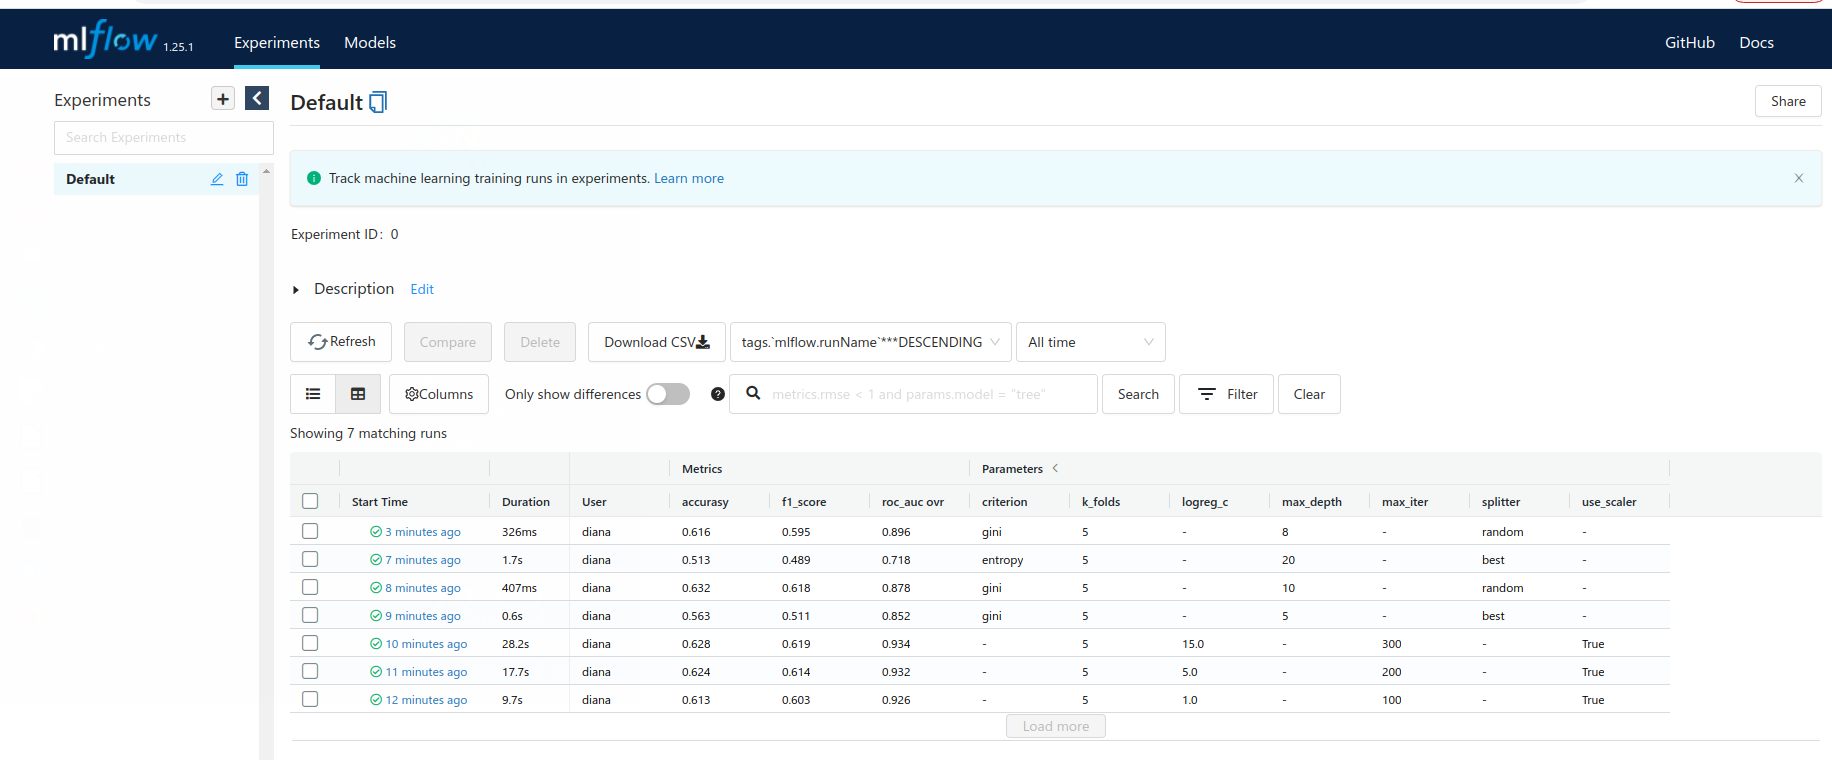 mlflow 1.25.1 Experiments Models GitHub Docs
Experiments
Default
Share
Search Experiments
Default
Track machine learning training runs in experiments. Learn more
Experiment ID: 0
Description Edit
Refresh Compare Delete Download CSV tags.`mlflow.runName`***DESCENDING All time
Columns Only show differences metrics.rmse < 1 and params.model = "tree" Search Filter Clear
Showing 7 matching runs
Metrics Parameters
Start Time Duration User accurasy f1_score roc_auc ovr criterion k_folds logreg_c max_depth max_iter splitter use_scaler
3 minutes ago 326ms diana 0.616 0.595 0.896 gini 5 - 8 - random -
7 minutes ago 1.7s diana 0.513 0.489 0.718 entropy 5 - 20 - best -
8 minutes ago 407ms diana 0.632 0.618 0.878 gini 5 - 10 - random -
9 minutes ago 0.6s diana 0.563 0.511 0.852 gini 5 - 5 - best -
10 minutes ago 28.2s diana 0.628 0.619 0.934 - 5 15.0 - 300 - True
11 minutes ago 17.7s diana 0.624 0.614 0.932 - 5 5.0 - 200 - True
12 minutes ago 9.7s diana 0.613 0.603 0.926 - 5 1.0 - 100 - True
Load more